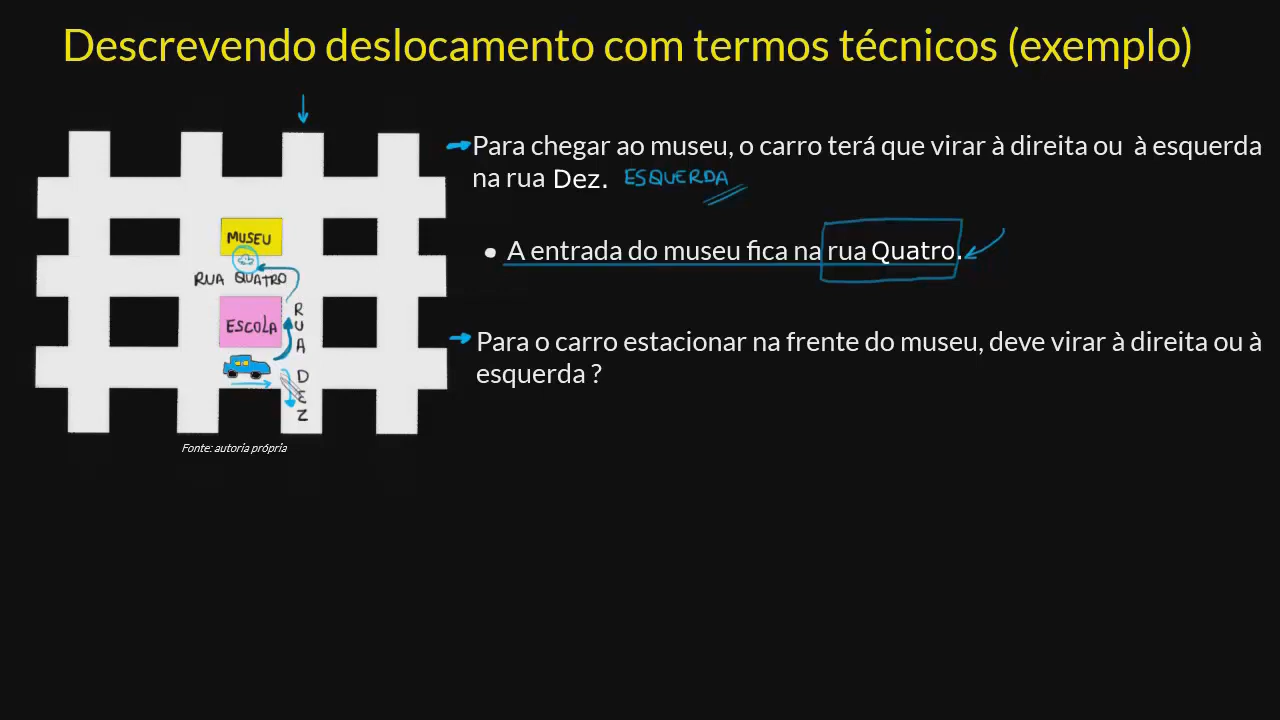 Descrevendo deslocamento com termos técnicos (exemplo)
Para chegar ao museu, o carro terá que virar à direita ou à esquerda
na rua Dez. ESQUERDA
A entrada do museu fica na rua Quatro.
Para o carro estacionar na frente do museu, deve virar à direita ou à
esquerda ?
MUSEU
RUA QUATRO
ESCOLA
RUA DEZ
Fonte: autoria própria